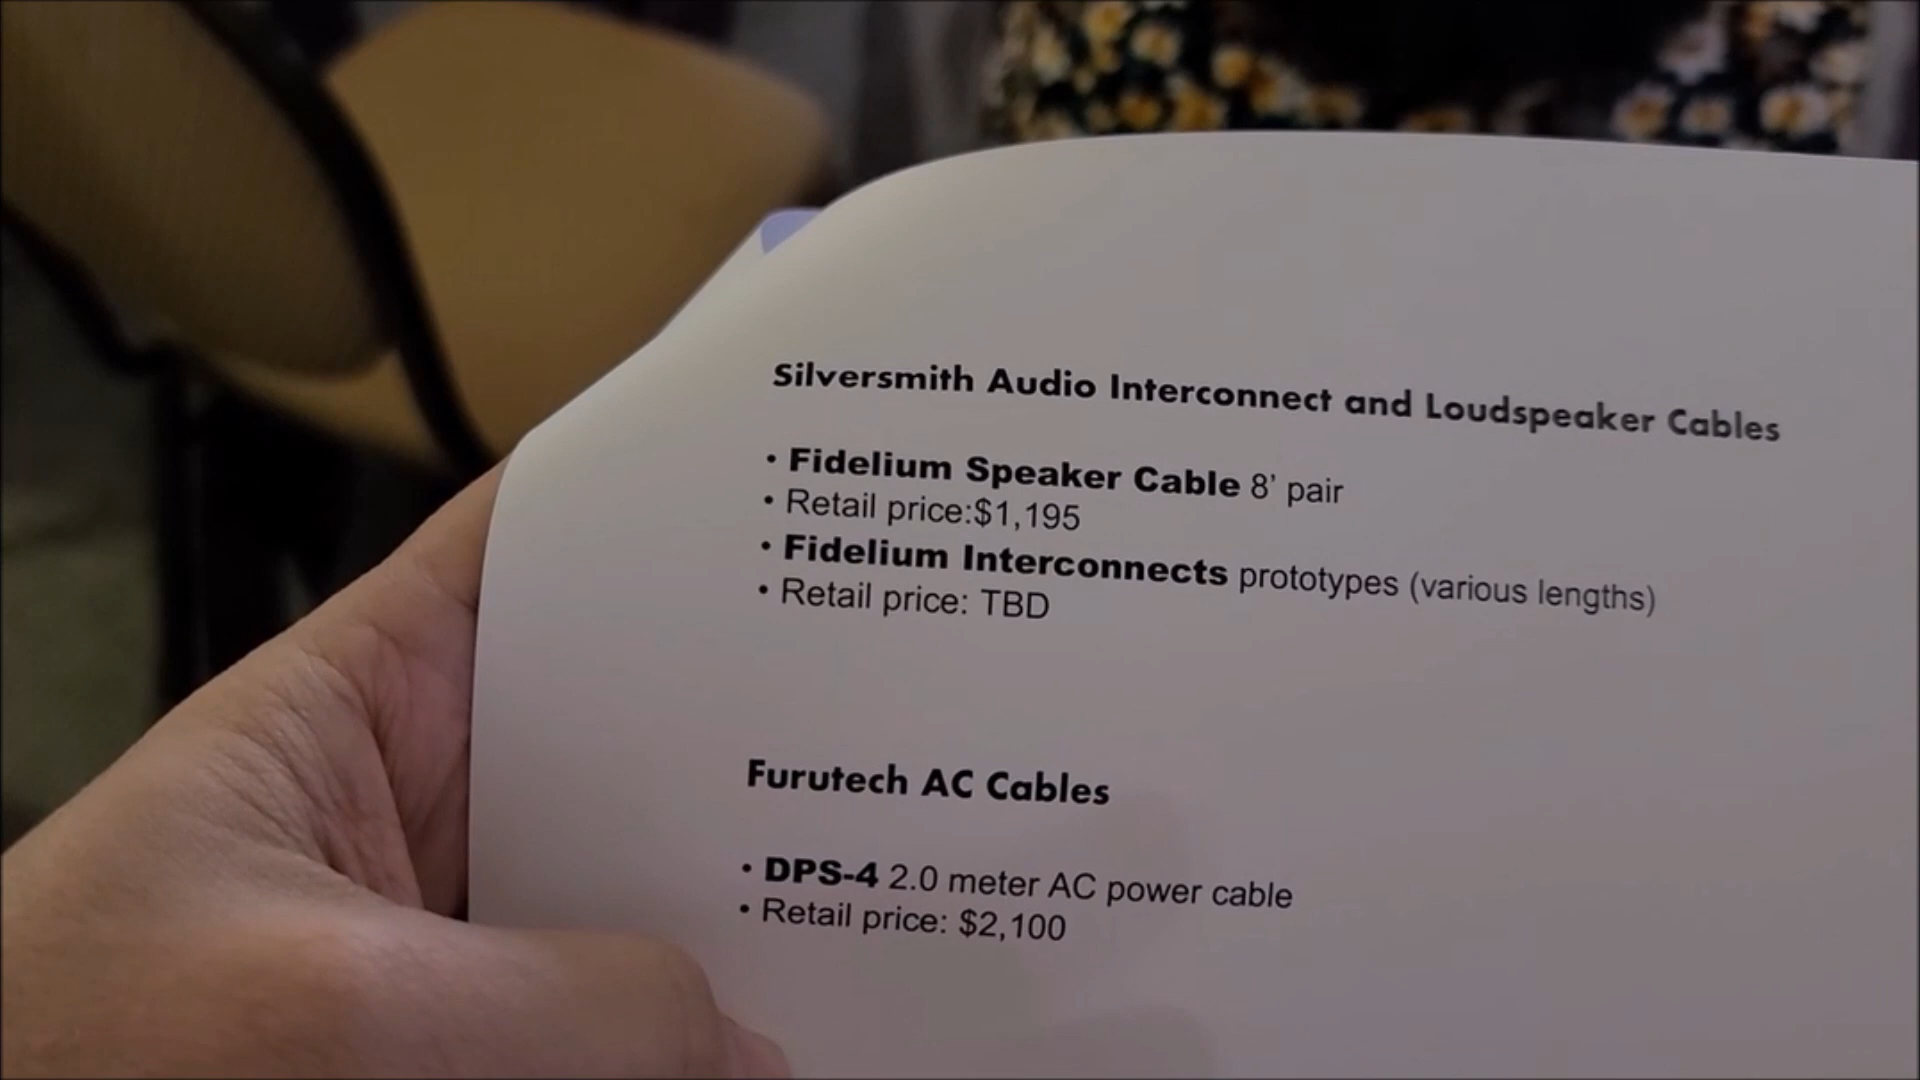 Silversmith Audio Interconnect and Loudspeaker Cables
• Fidelium Speaker Cable 8' pair
• Retail price:$1,195
• Fidelium Interconnects prototypes (various lengths)
• Retail price: TBD
Furutech AC Cables
• DPS-4 2.0 meter AC power cable
• Retail price: $2,100